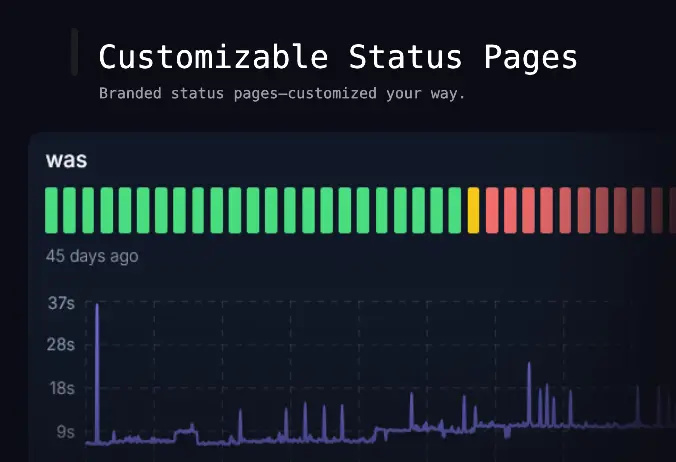 Customizable Status Pages
Branded status pages—customized your way.
was
45 days ago
37s
28s
18s
9s